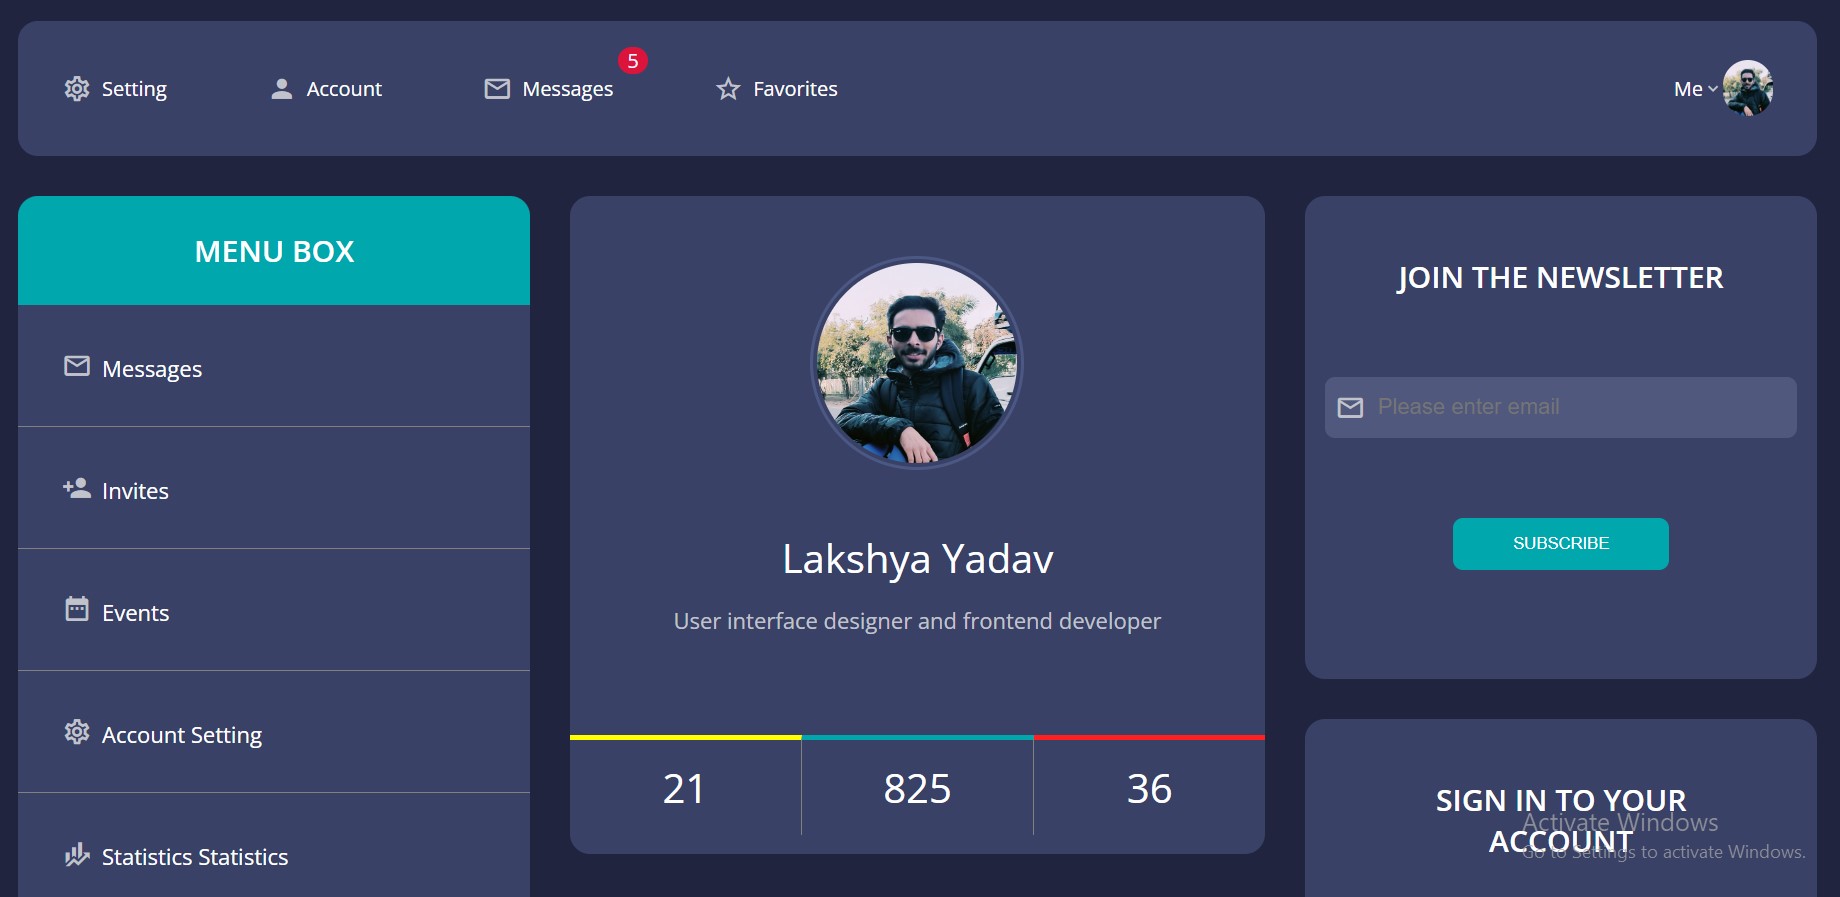 Setting
Account
Messages
5
Favorites
Me
MENU BOX
Messages
Invites
Events
Account Setting
Statistics Statistics
Lakshya Yadav
User interface designer and frontend developer
21
825
36
JOIN THE NEWSLETTER
Please enter email
SUBSCRIBE
SIGN IN TO YOUR
ACCOUNT
Activate Windows
Go to Settings to activate Windows.